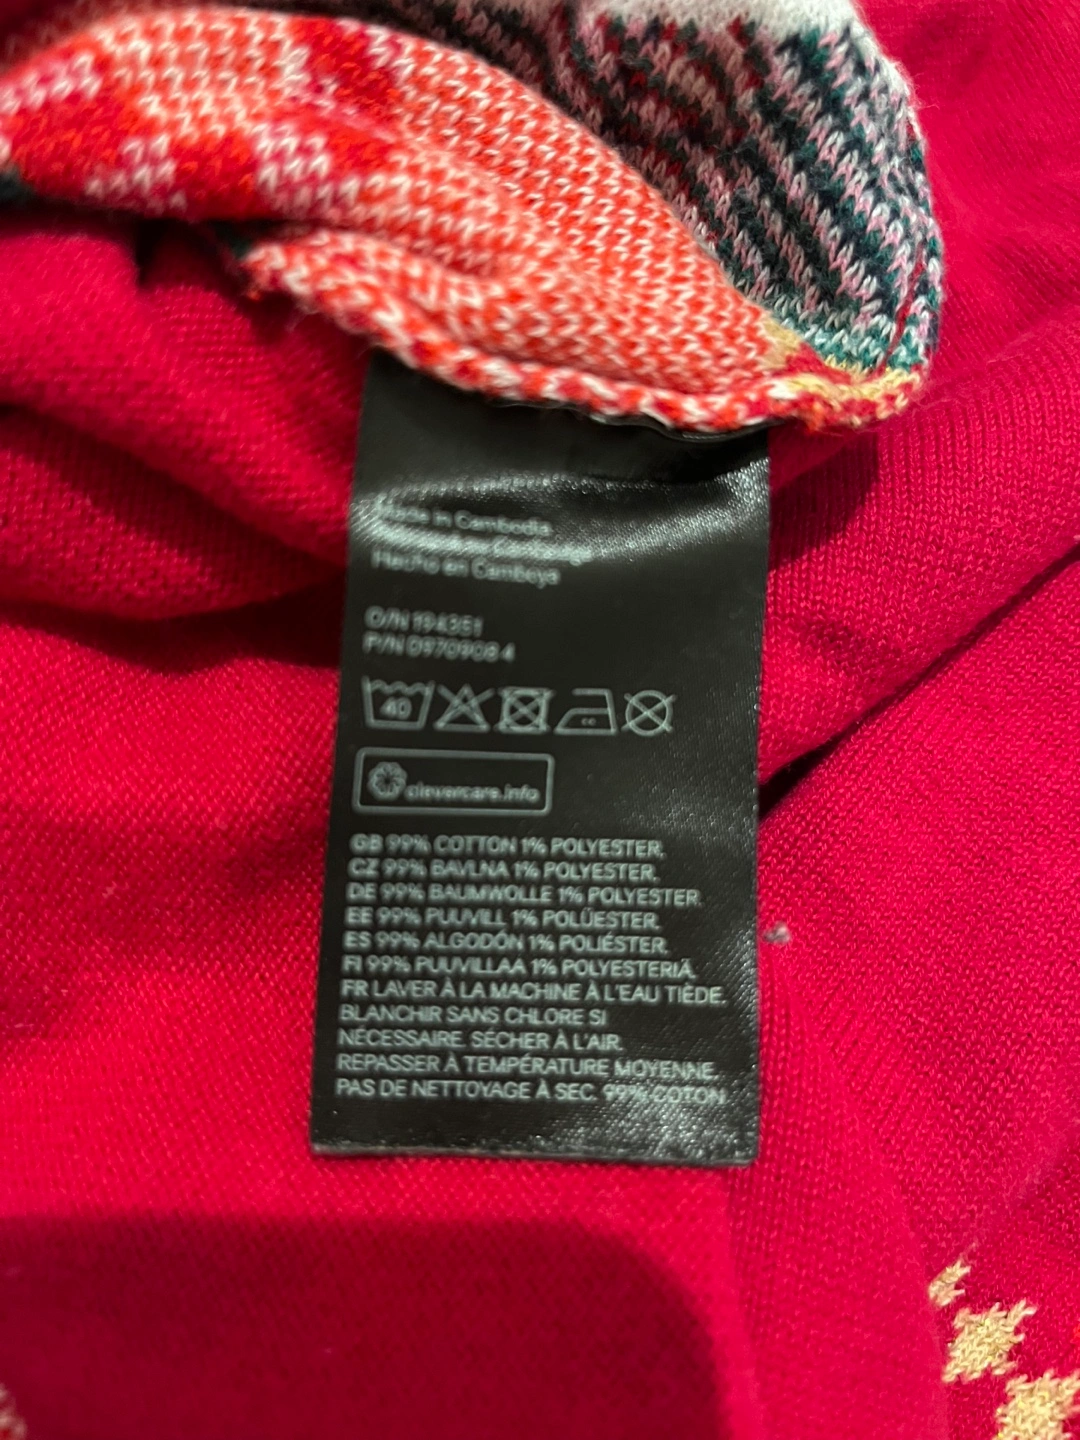 Made in Cambodia
Hecho en Camboya
O/N 194351
P/N 0970908 4
40
clevercare.info
GB 99% COTTON 1% POLYESTER.
CZ 99% BAVLNA 1% POLYESTER.
DE 99% BAUMWOLLE 1% POLYESTER.
EE 99% PUUVILL 1% POLÜESTER.
ES 99% ALGODÓN 1% POLIÉSTER.
FI 99% PUUVILLAA 1% POLYESTERIÄ.
FR LAVER À LA MACHINE À L'EAU TIÈDE.
BLANCHIR SANS CHLORE SI
NÉCESSAIRE. SÉCHER À L'AIR.
REPASSER À TEMPÉRATURE MOYENNE.
PAS DE NETTOYAGE À SEC. 99% COTON